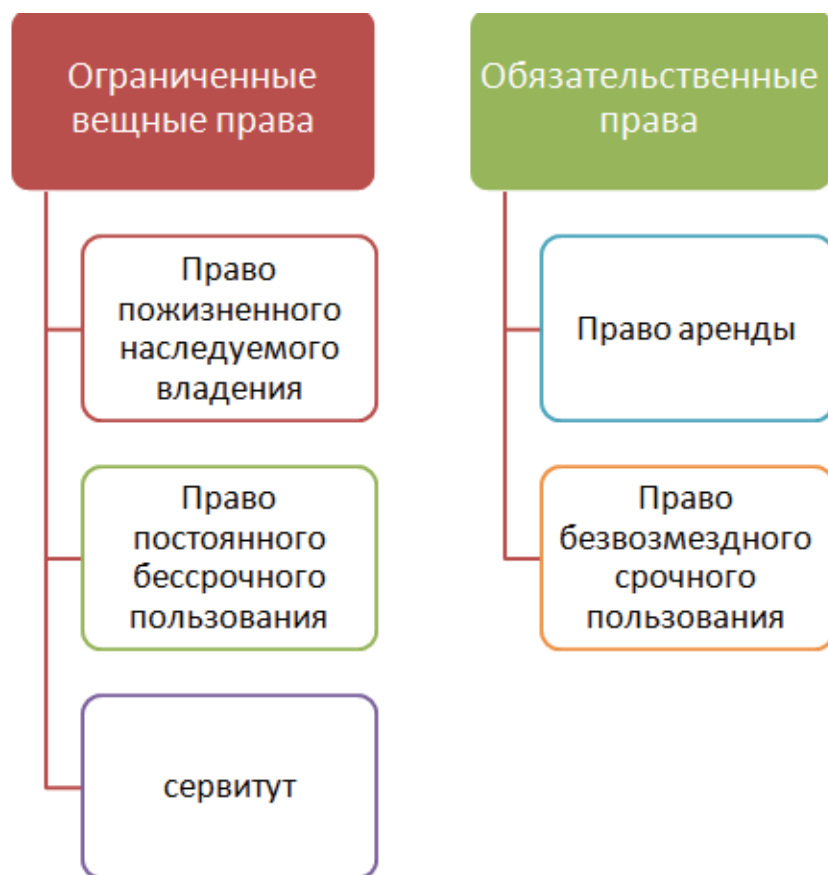 Ограниченные
вещные права
Право
пожизненного
наследуемого
владения
Право
постоянного
бессрочного
пользования
сервитут
Обязательственные
права
Право аренды
Право
безвозмездного
срочного
пользования